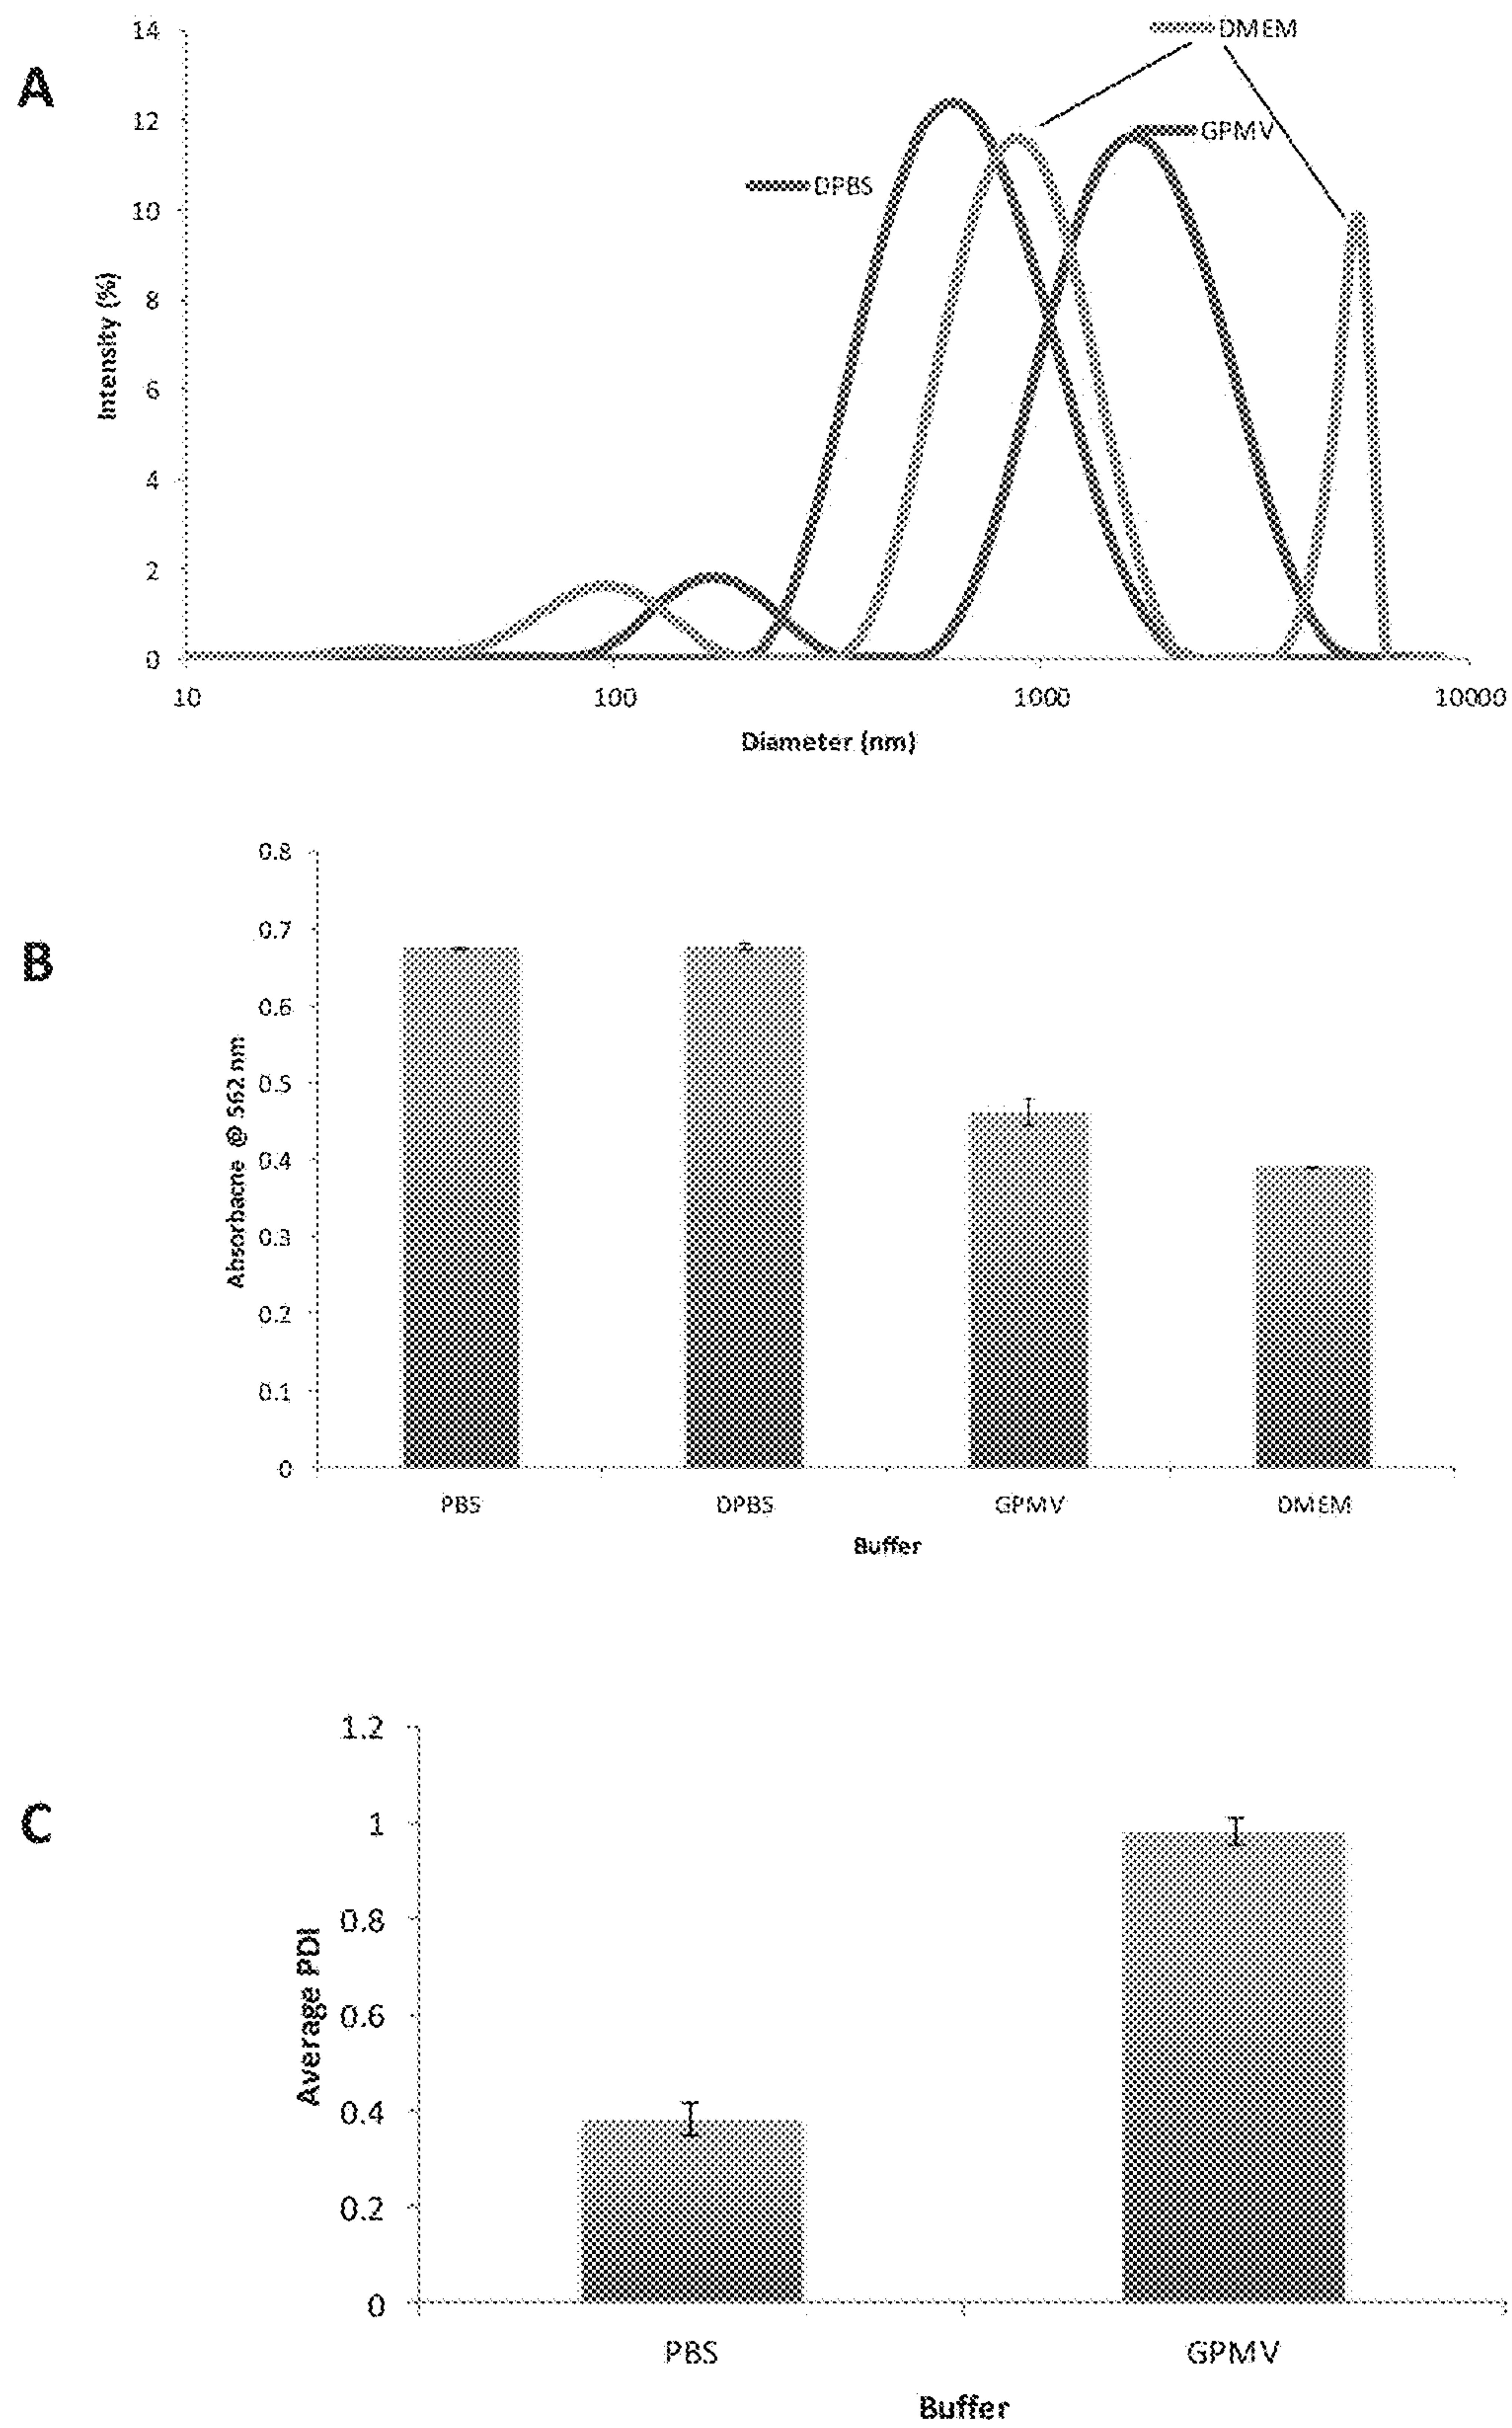 A
14
12
10
8
6
4
2
0
Intensity (%)
DMEM
GPMV
DPBS
10
100
1000
10000
Diameter (nm)
B
0.8
0.7
0.6
0.5
0.4
0.3
0.2
0.1
0
Absorbacne @ 562 nm
PBS
DPBS
GPMV
DMEM
Buffer
C
1.2
1
0.8
0.6
0.4
0.2
0
Average PDI
PBS
GPMV
Buffer